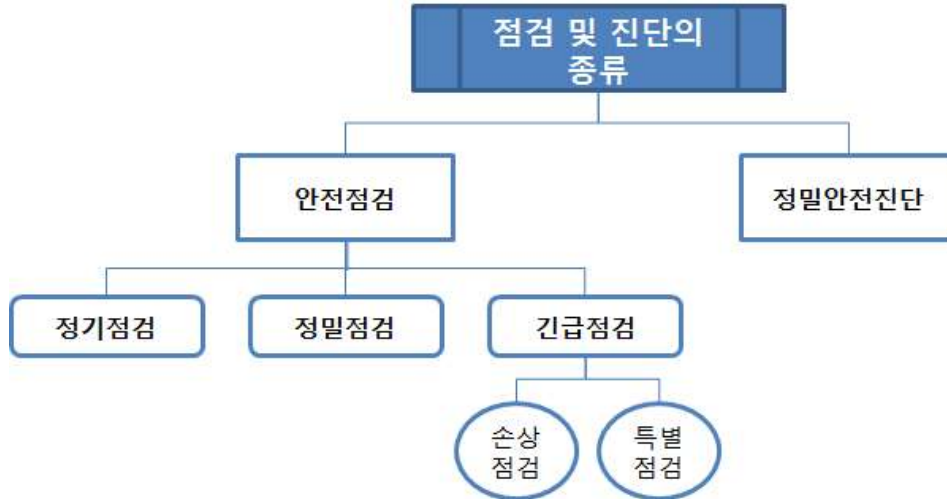 점검 및 진단의
종류
안전점검
정밀안전진단
정기점검
정밀점검
긴급점검
손상
점검
특별
점검